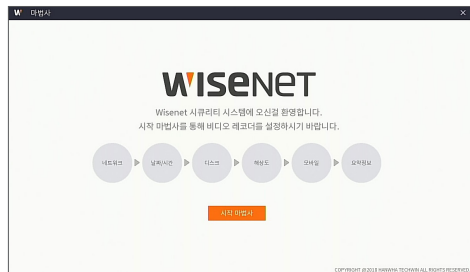 W 마법사
WISENET
Wisenet 시큐리티 시스템에 오신걸 환영합니다.
시작 마법사를 통해 비디오 레코더를 설정하시기 바랍니다.
네트워크 날짜/시간 디스크 해상도 모바일 요약정보
시작 마법사
COPYRIGHT @2018 HANWHA TECHWIN ALL RIGHTS RESERVED.